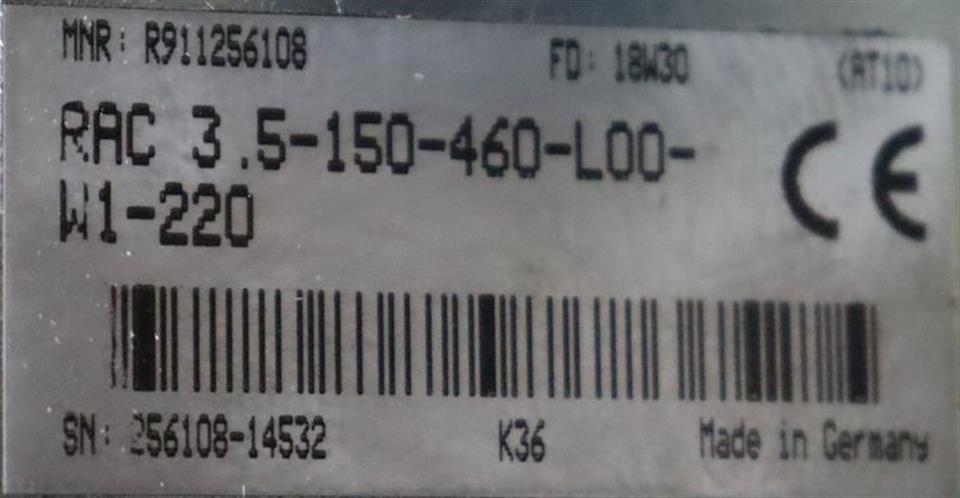 MNR: R911256108 FD: 18W30 (AT10)
RAC 3.5-150-460-L00-
W1-220
CE
SN: 256108-14532 K36 Made in Germany